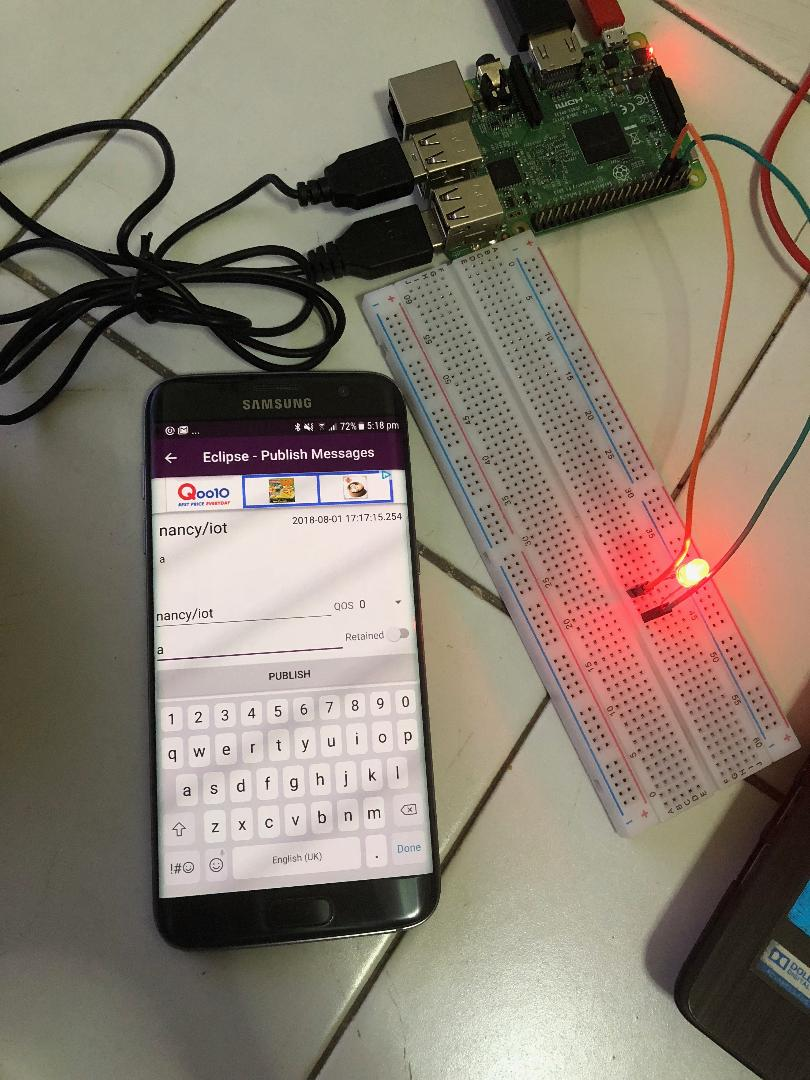 HDMI
SAMSUNG
... 72% 5:18 pm
Eclipse - Publish Messages
Qoo10
BEST PRICE EVERYDAY
nancy/iot
2018-08-01 17:17:15.254
a
nancy/iot
QOS 0
a
Retained
PUBLISH
1 2 3 4 5 6 7 8 9 0
q w e r t y u i o p
a s d f g h j k l
z x c v b n m
!#☺ English (UK) . Done